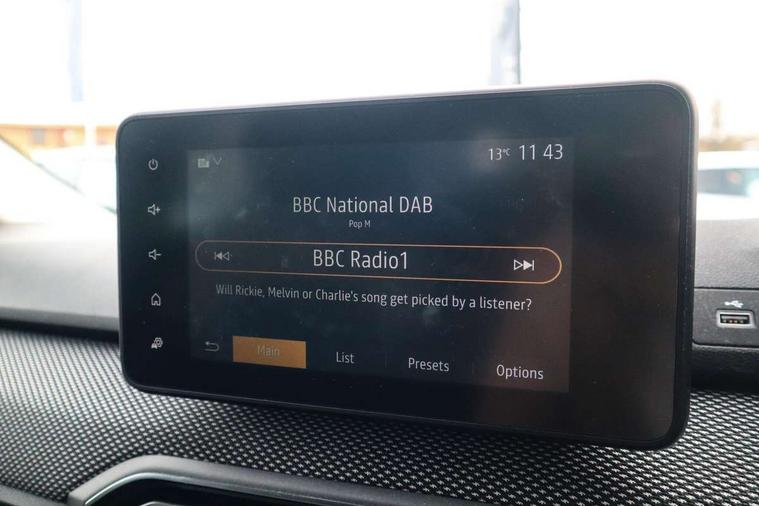 13°C 11 43
BBC National DAB
Pop M
BBC Radio1
Will Rickie, Melvin or Charlie's song get picked by a listener?
Main List Presets Options